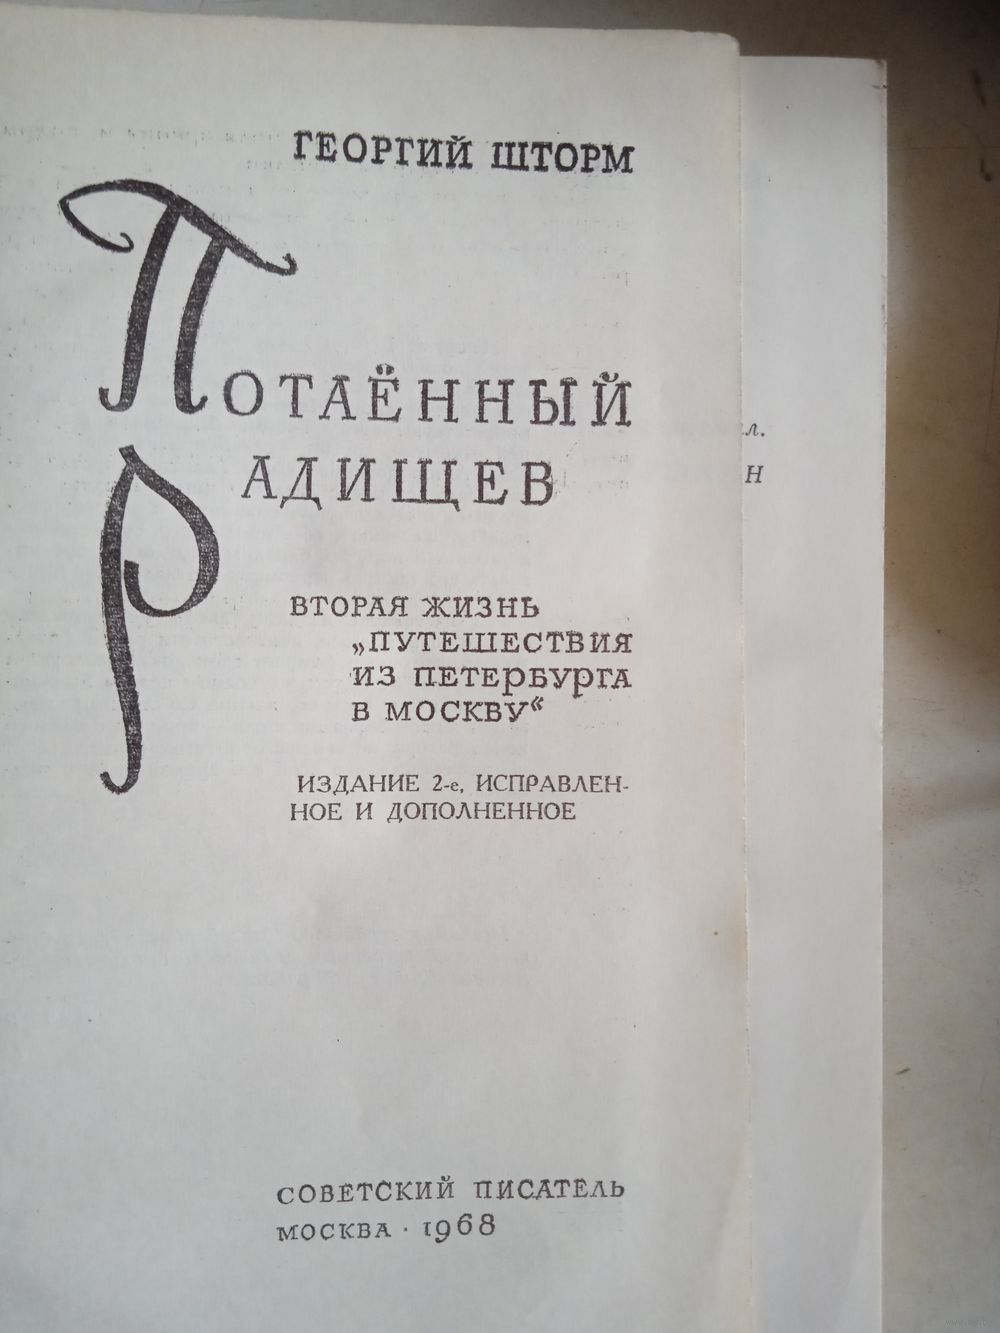 ГЕОРГИЙ ШТОРМ
ПОТАЁННЫЙ
РАДИЩЕВ
ВТОРАЯ ЖИЗНЬ
„ПУТЕШЕСТВИЯ
ИЗ ПЕТЕРБУРГА
В МОСКВУ“
ИЗДАНИЕ 2-е, ИСПРАВЛЕН-
НОЕ И ДОПОЛНЕННОЕ
СОВЕТСКИЙ ПИСАТЕЛЬ
МОСКВА · 1968
л.
Н